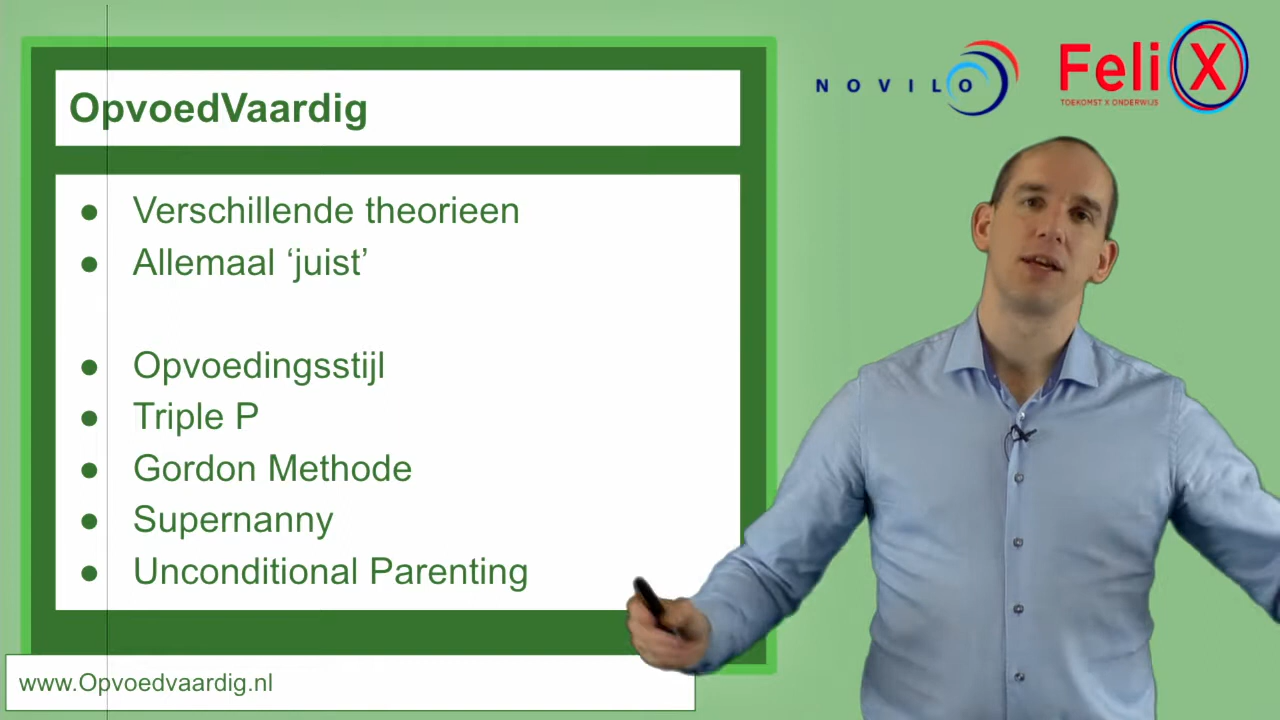 OpvoedVaardig
NOVILO
FeliX
TOEKOMST X ONDERWIJS
● Verschillende theorieen
● Allemaal ‘juist’
● Opvoedingsstijl
● Triple P
● Gordon Methode
● Supernanny
● Unconditional Parenting
www.Opvoedvaardig.nl